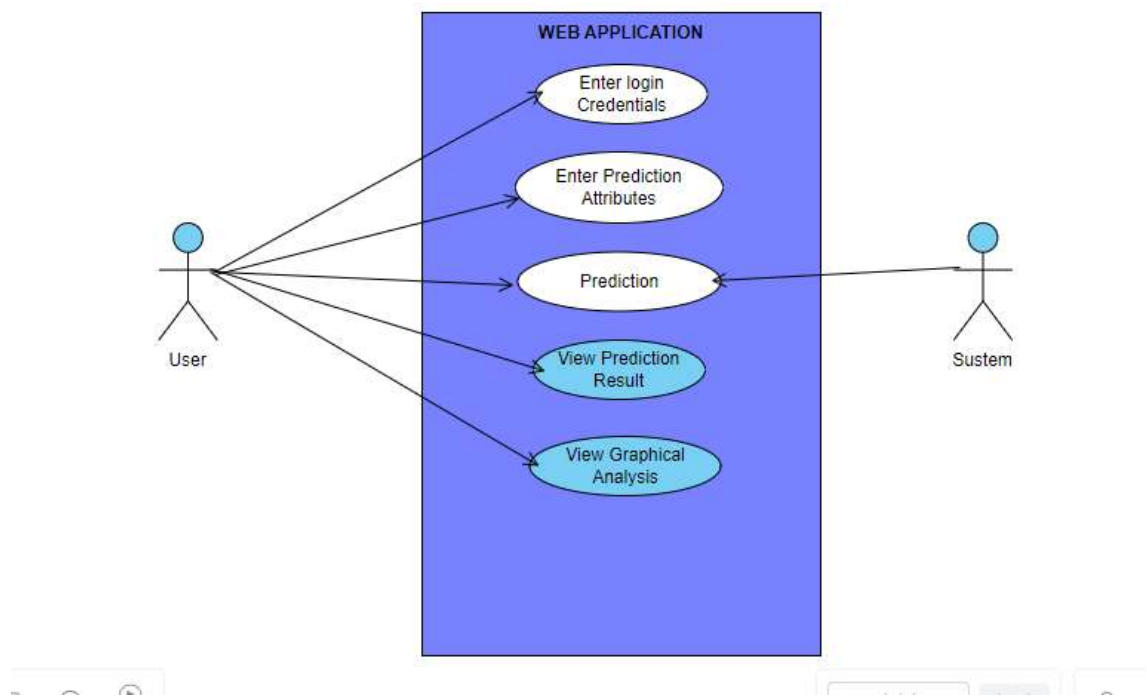 WEB APPLICATION
Enter login
Credentials
Enter Prediction
Attributes
Prediction
View Prediction
Result
View Graphical
Analysis
User
Sustem